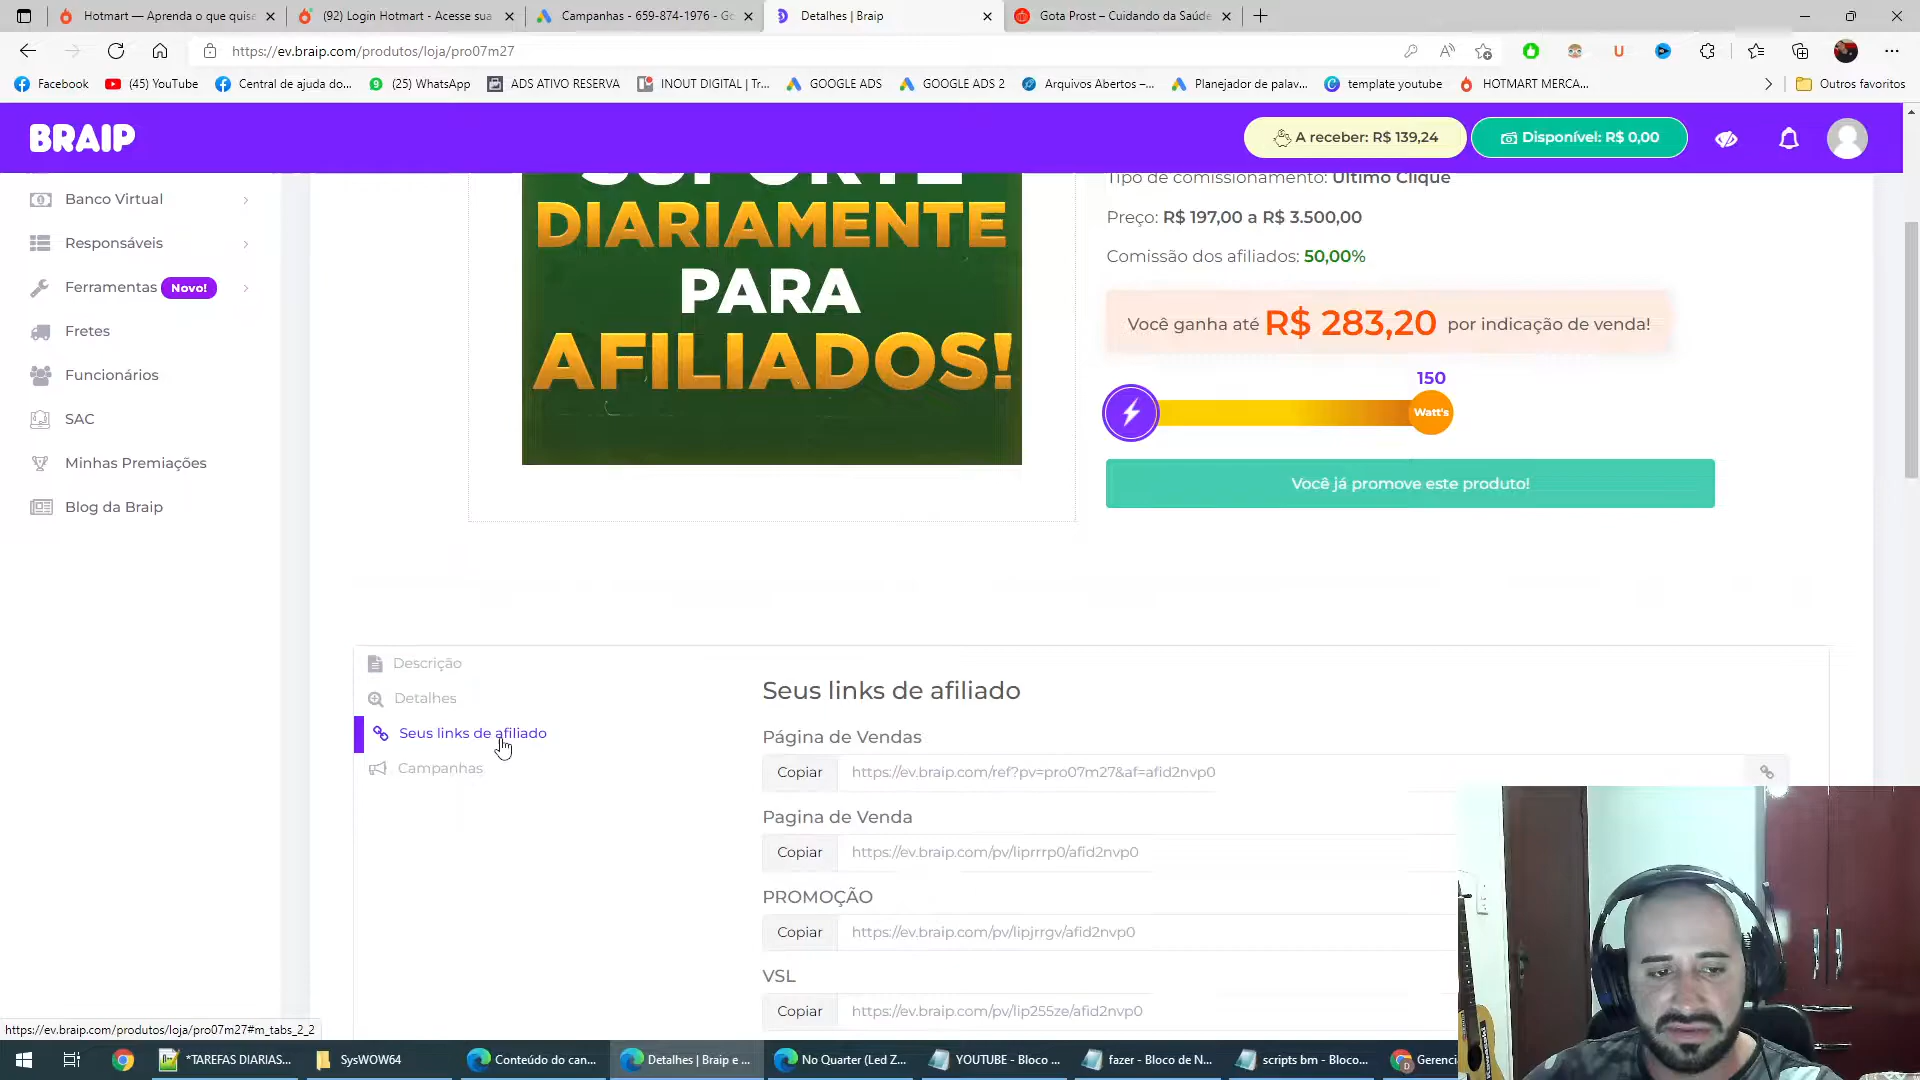 Hotmart — Aprenda o que quise
(92) Login Hotmart - Acesse sua
Campanhas - 659-874-1976 - Go
Detalhes | Braip
Gota Prost – Cuidando da Saúde
https://ev.braip.com/produtos/loja/pro07m27
Facebook
(45) YouTube
Central de ajuda do...
(25) WhatsApp
ADS ATIVO RESERVA
INOUT DIGITAL | Tr...
GOOGLE ADS
GOOGLE ADS 2
Arquivos Abertos –...
Planejador de palav...
template youtube
HOTMART MERCA...
Outros favoritos
BRAIP
A receber: R$ 139,24
Disponível: R$ 0,00
Banco Virtual
Responsáveis
Ferramentas Novo!
Fretes
Funcionários
SAC
Minhas Premiações
Blog da Braip
SUPORTE
DIARIAMENTE
PARA
AFILIADOS!
Tipo de comissionamento: Último Clique
Preço: R$ 197,00 a R$ 3.500,00
Comissão dos afiliados: 50,00%
Você ganha até R$ 283,20 por indicação de venda!
150
Watt's
Você já promove este produto!
Descrição
Detalhes
Seus links de afiliado
Campanhas
Seus links de afiliado
Página de Vendas
Copiar https://ev.braip.com/ref?pv=pro07m27&af=afid2nvp0
Pagina de Venda
Copiar https://ev.braip.com/pv/liprrrp0/afid2nvp0
PROMOÇÃO
Copiar https://ev.braip.com/pv/lipjrrgv/afid2nvp0
VSL
Copiar https://ev.braip.com/pv/lip255ze/afid2nvp0
https://ev.braip.com/produtos/loja/pro07m27#m_tabs_2_2
*TAREFAS DIARIAS...
SysWOW64
Conteúdo do can...
Detalhes | Braip e ...
No Quarter (Led Z...
YOUTUBE - Bloco ...
fazer - Bloco de N...
scripts bm - Bloco...
Gerenci